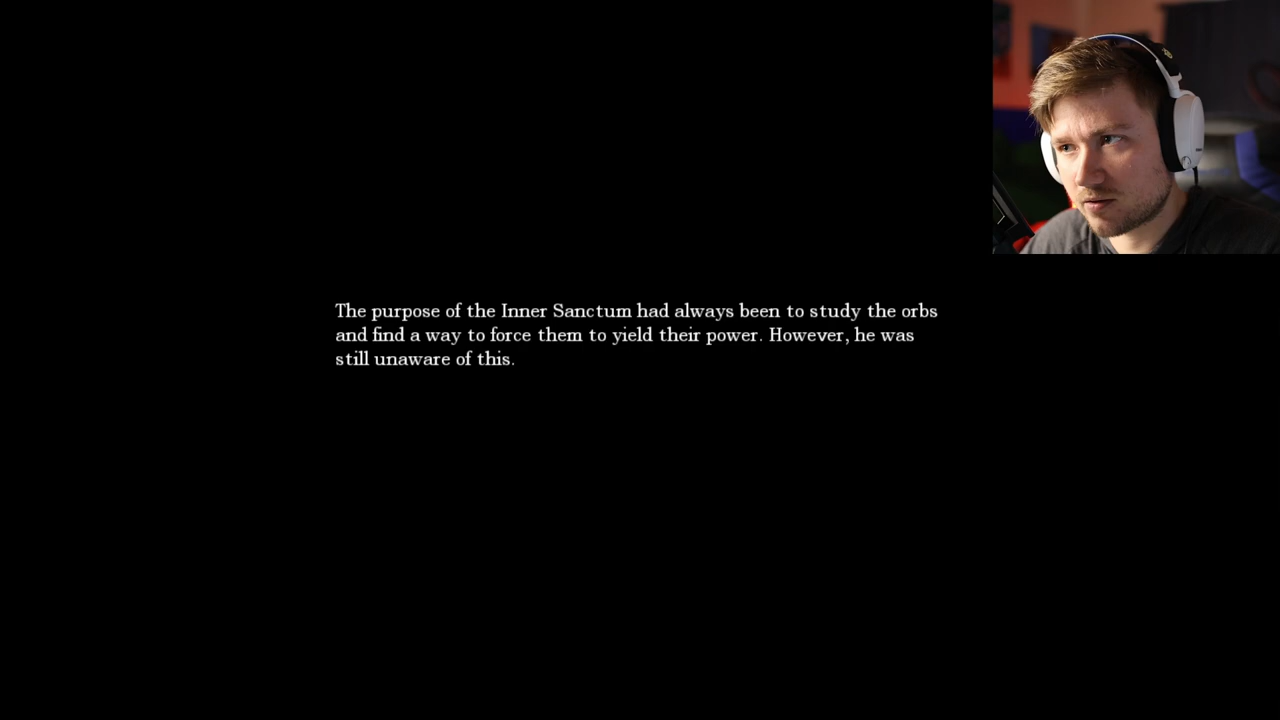 The purpose of the Inner Sanctum had always been to study the orbs
and find a way to force them to yield their power. However, he was
still unaware of this.